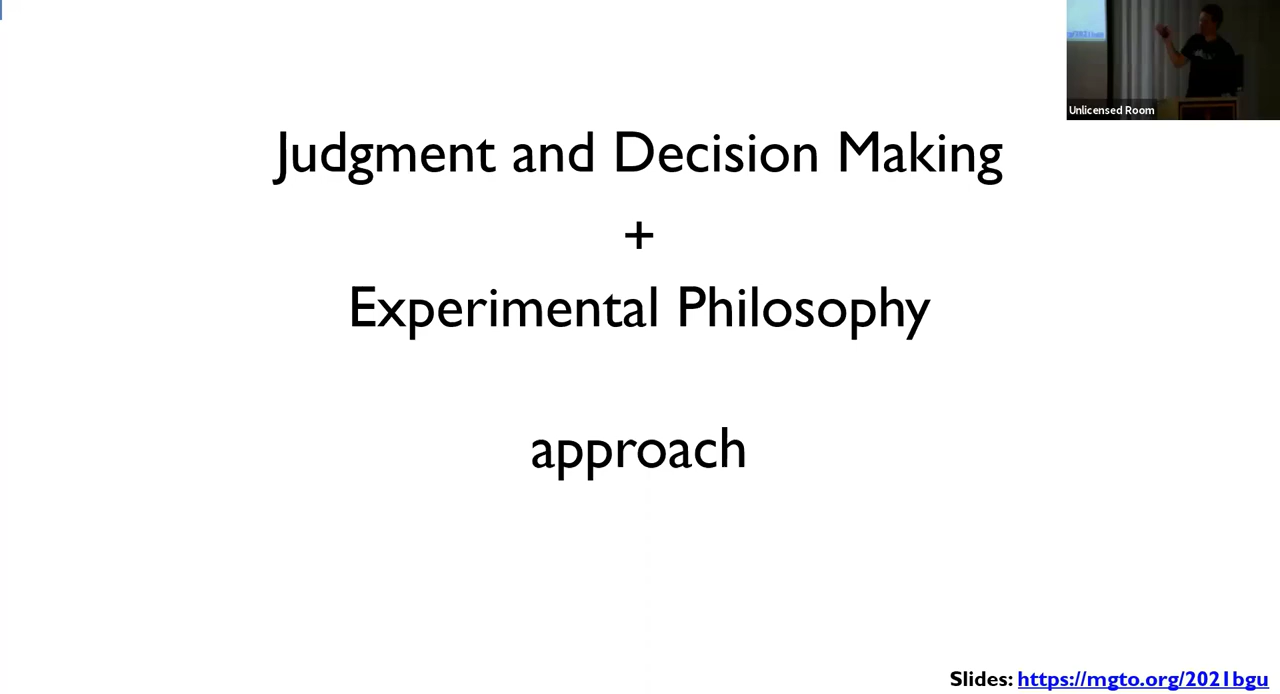 Judgment and Decision Making
+
Experimental Philosophy
approach
Unlicensed Room
Slides: https://mgto.org/2021bgu